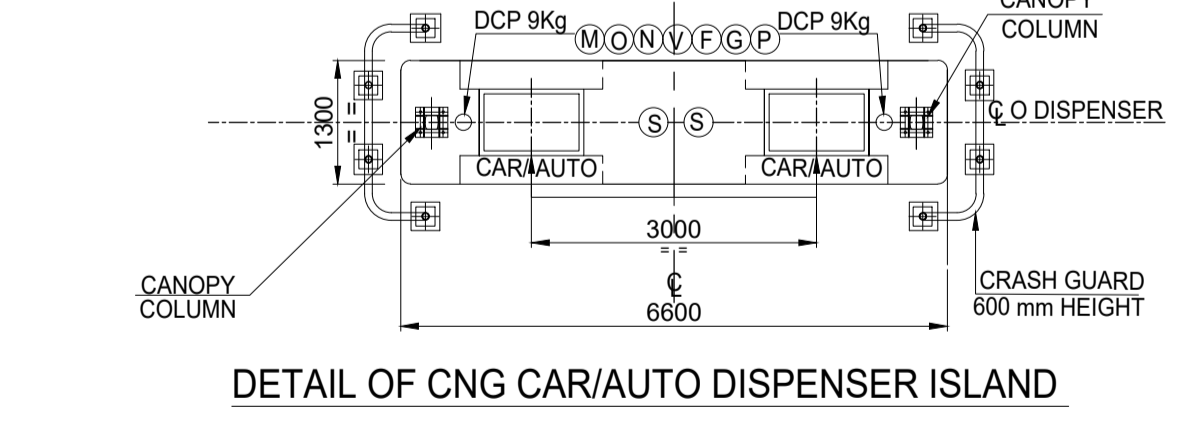 CANOPY
COLUMN
DCP 9Kg
M O N V F G P
DCP 9Kg
1300
=
=
S S
℄ O DISPENSER
CAR/AUTO
CAR/AUTO
3000
= =
℄
6600
CANOPY
COLUMN
CRASH GUARD
600 mm HEIGHT
DETAIL OF CNG CAR/AUTO DISPENSER ISLAND